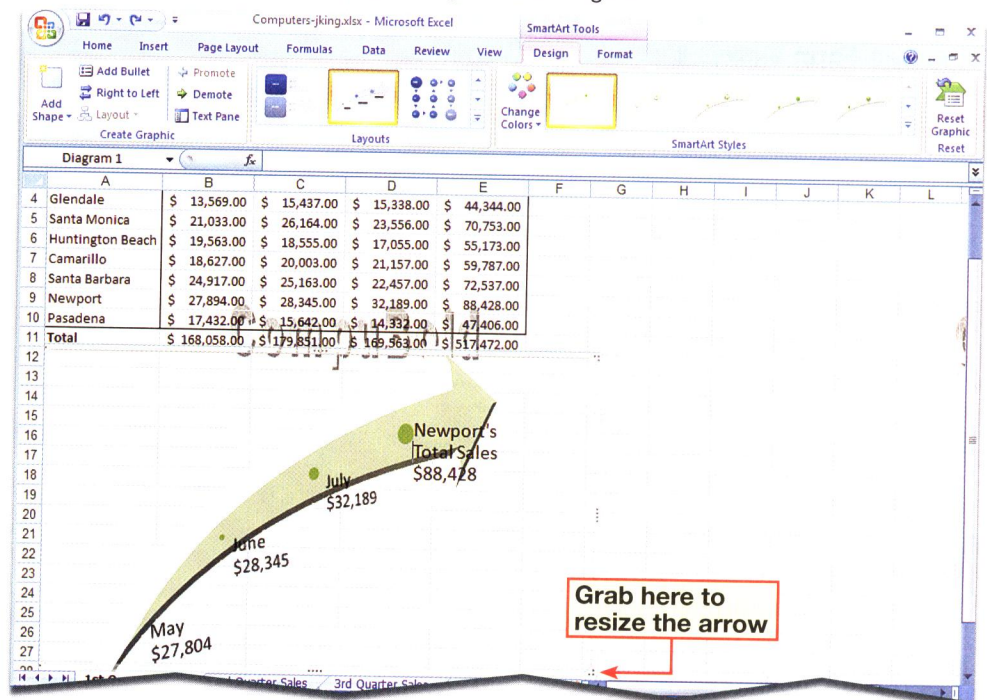 Computers-jking.xlsx - Microsoft Excel
SmartArt Tools
Home Insert Page Layout Formulas Data Review View Design Format
Add Bullet Promote
Right to Left Demote
Layout Text Pane
Add Shape
Create Graphic
Layouts
Change Colors
SmartArt Styles
Reset Graphic
Reset
Diagram 1 fx
A B C D E F G H I J K L
4 Glendale $ 13,569.00 $ 15,437.00 $ 15,338.00 $ 44,344.00
5 Santa Monica $ 21,033.00 $ 26,164.00 $ 23,556.00 $ 70,753.00
6 Huntington Beach $ 19,563.00 $ 18,555.00 $ 17,055.00 $ 55,173.00
7 Camarillo $ 18,627.00 $ 20,003.00 $ 21,157.00 $ 59,787.00
8 Santa Barbara $ 24,917.00 $ 25,163.00 $ 22,457.00 $ 72,537.00
9 Newport $ 27,894.00 $ 28,345.00 $ 32,189.00 $ 88,428.00
10 Pasadena $ 17,432.00 $ 15,642.00 $ 14,332.00 $ 47,406.00
CompuBold
11 Total $ 168,058.00 $ 179,851.00 $ 169,563.00 $ 517,472.00
12
13
14
15
16
17
18
19
20
21
22
23
24
25
26
27
Newport's
Total Sales
$88,428
July
$32,189
June
$28,345
May
$27,804
Grab here to
resize the arrow
Quarter Sales 3rd Quarter Sales